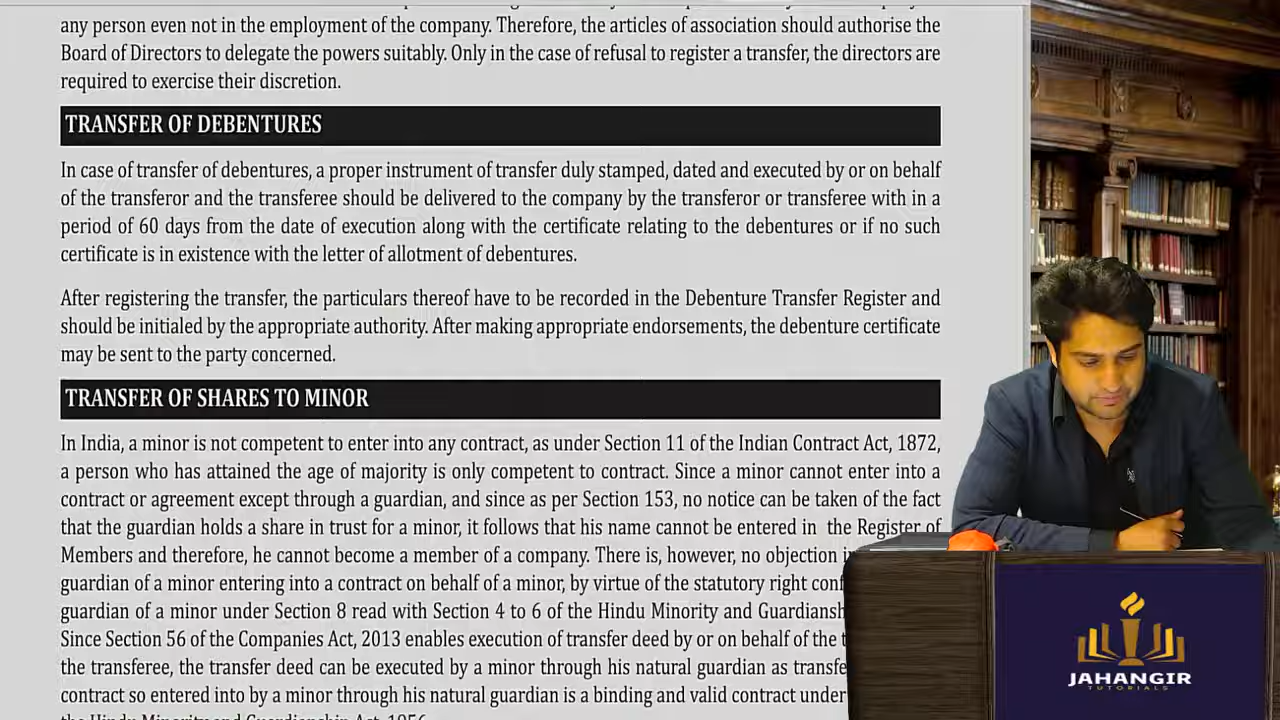 any person even not in the employment of the company. Therefore, the articles of association should authorise the
Board of Directors to delegate the powers suitably. Only in the case of refusal to register a transfer, the directors are
required to exercise their discretion.
TRANSFER OF DEBENTURES
In case of transfer of debentures, a proper instrument of transfer duly stamped, dated and executed by or on behalf
of the transferor and the transferee should be delivered to the company by the transferor or transferee with in a
period of 60 days from the date of execution along with the certificate relating to the debentures or if no such
certificate is in existence with the letter of allotment of debentures.
After registering the transfer, the particulars thereof have to be recorded in the Debenture Transfer Register and
should be initialed by the appropriate authority. After making appropriate endorsements, the debenture certificate
may be sent to the party concerned.
TRANSFER OF SHARES TO MINOR
In India, a minor is not competent to enter into any contract, as under Section 11 of the Indian Contract Act, 1872,
a person who has attained the age of majority is only competent to contract. Since a minor cannot enter into a
contract or agreement except through a guardian, and since as per Section 153, no notice can be taken of the fact
that the guardian holds a share in trust for a minor, it follows that his name cannot be entered in the Register of
Members and therefore, he cannot become a member of a company. There is, however, no objection
guardian of a minor entering into a contract on behalf of a minor, by virtue of the statutory right
guardian of a minor under Section 8 read with Section 4 to 6 of the Hindu Minority and
Since Section 56 of the Companies Act, 2013 enables execution of transfer deed by or on behalf of the
the transferee, the transfer deed can be executed by a minor through his natural guardian as
contract so entered into by a minor through his natural guardian is a binding and valid contract under
the Hindu Minority and Guardianship Act, 1956
JAHANGIR
TUTORIALS